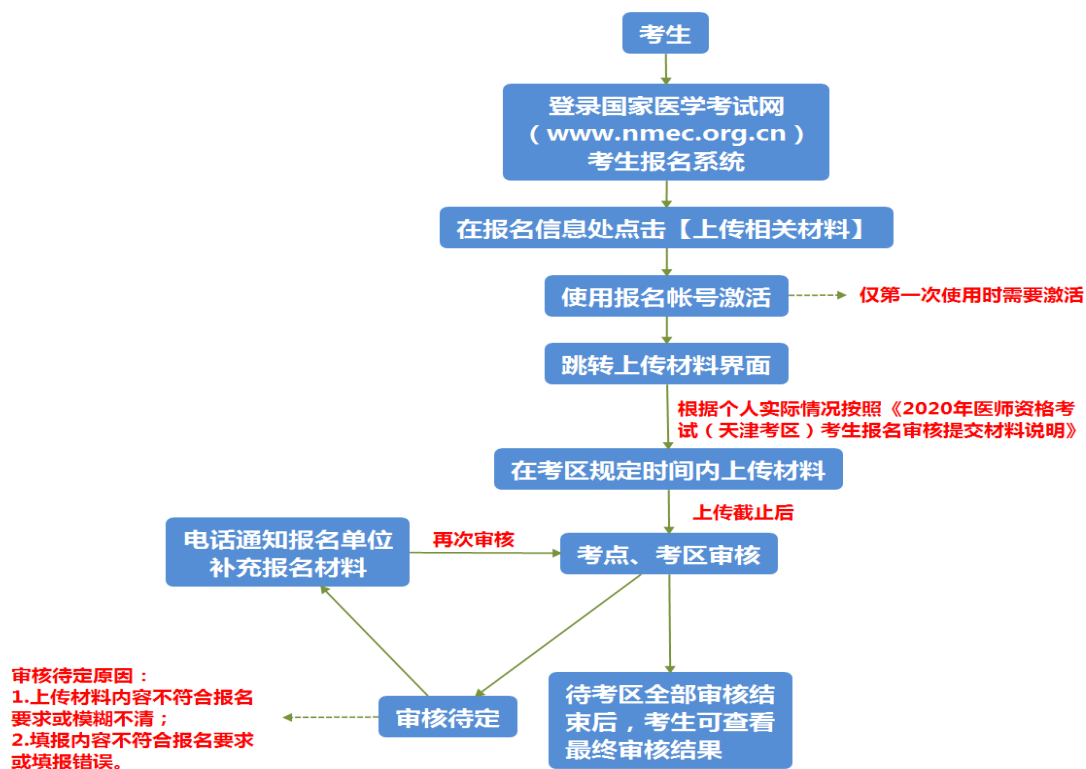 考生
登录国家医学考试网
（www.nmec.org.cn）
考生报名系统
在报名信息处点击【上传相关材料】
使用报名帐号激活
仅第一次使用时需要激活
跳转上传材料界面
根据个人实际情况按照《2020年医师资格考
试（天津考区）考生报名审核提交材料说明》
在考区规定时间内上传材料
上传截止后
电话通知报名单位
补充报名材料
再次审核
考点、考区审核
审核待定原因：
1.上传材料内容不符合报名
要求或模糊不清；
2.填报内容不符合报名要求
或填报错误。
审核待定
待考区全部审核结
束后，考生可查看
最终审核结果